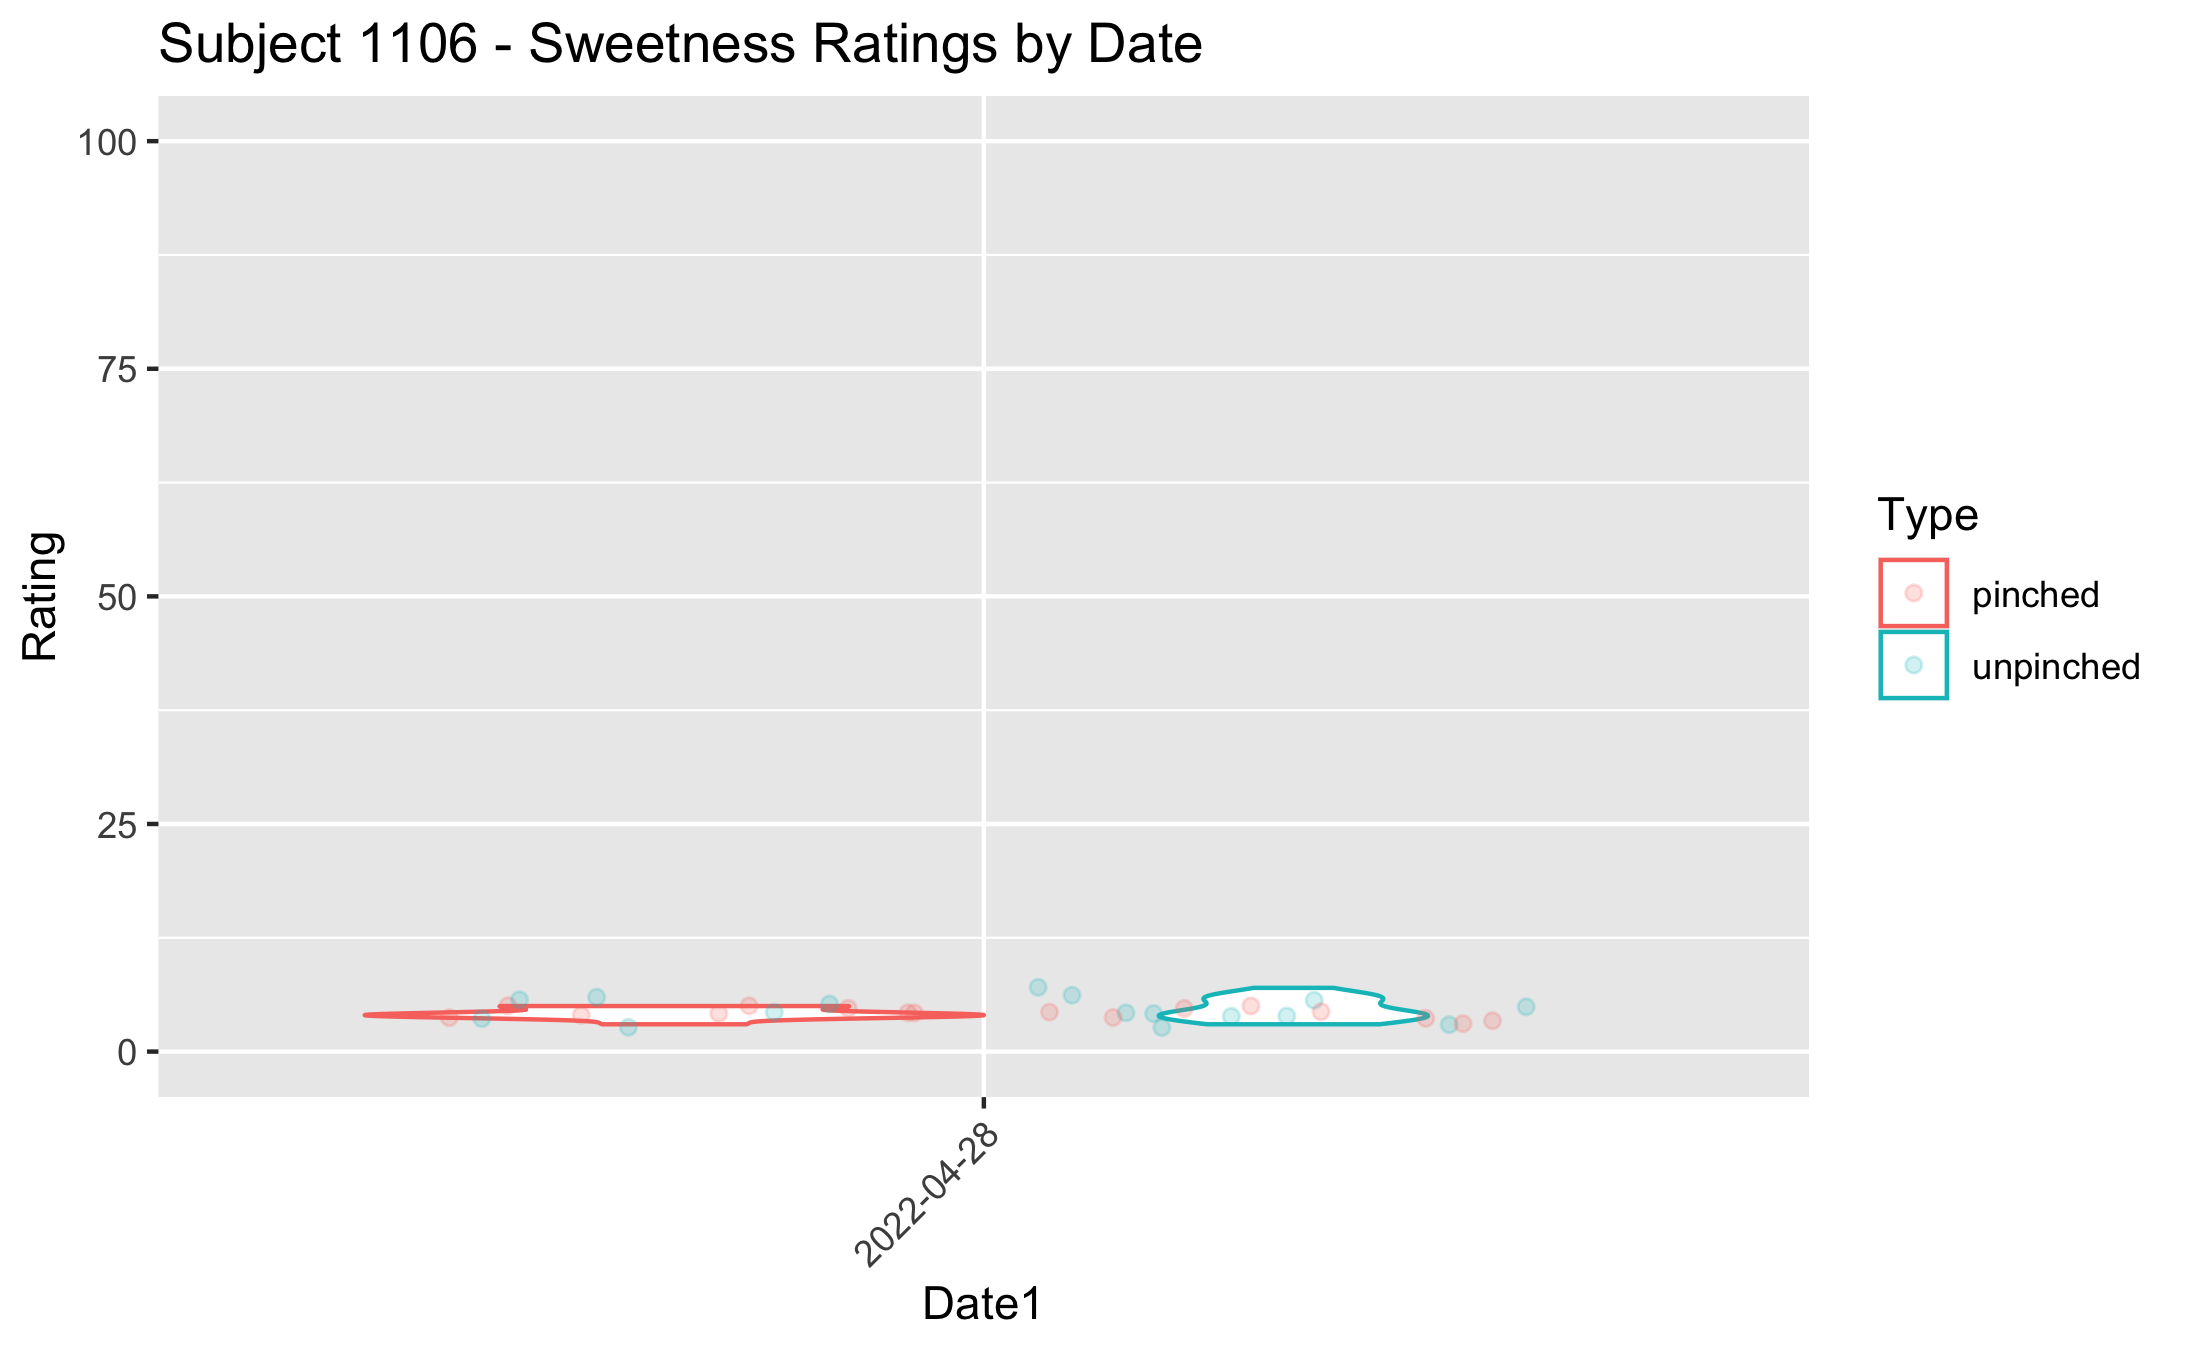 Subject 1106 - Sweetness Ratings by Date
100
75
50
25
0
Rating
2022-04-28
Date1
Type
pinched
unpinched